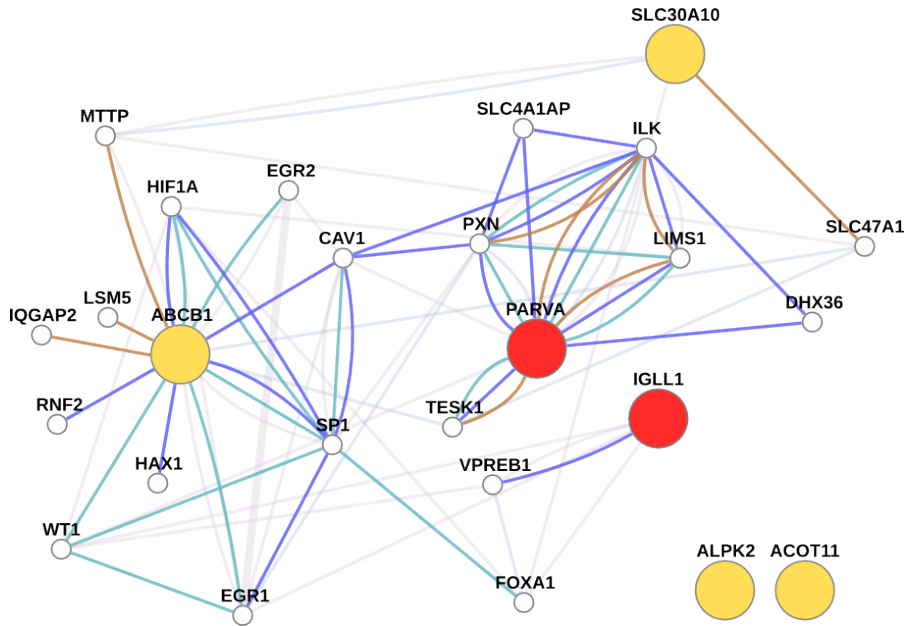 SLC30A10
MTTP
SLC4A1AP
ILK
HIF1A
EGR2
PXN
SLC47A1
CAV1
LIMS1
LSM5
ABCB1
IQGAP2
PARVA
DHX36
IGLL1
RNF2
TESK1
SP1
HAX1
VPREB1
WT1
ALPK2
ACOT11
FOXA1
EGR1